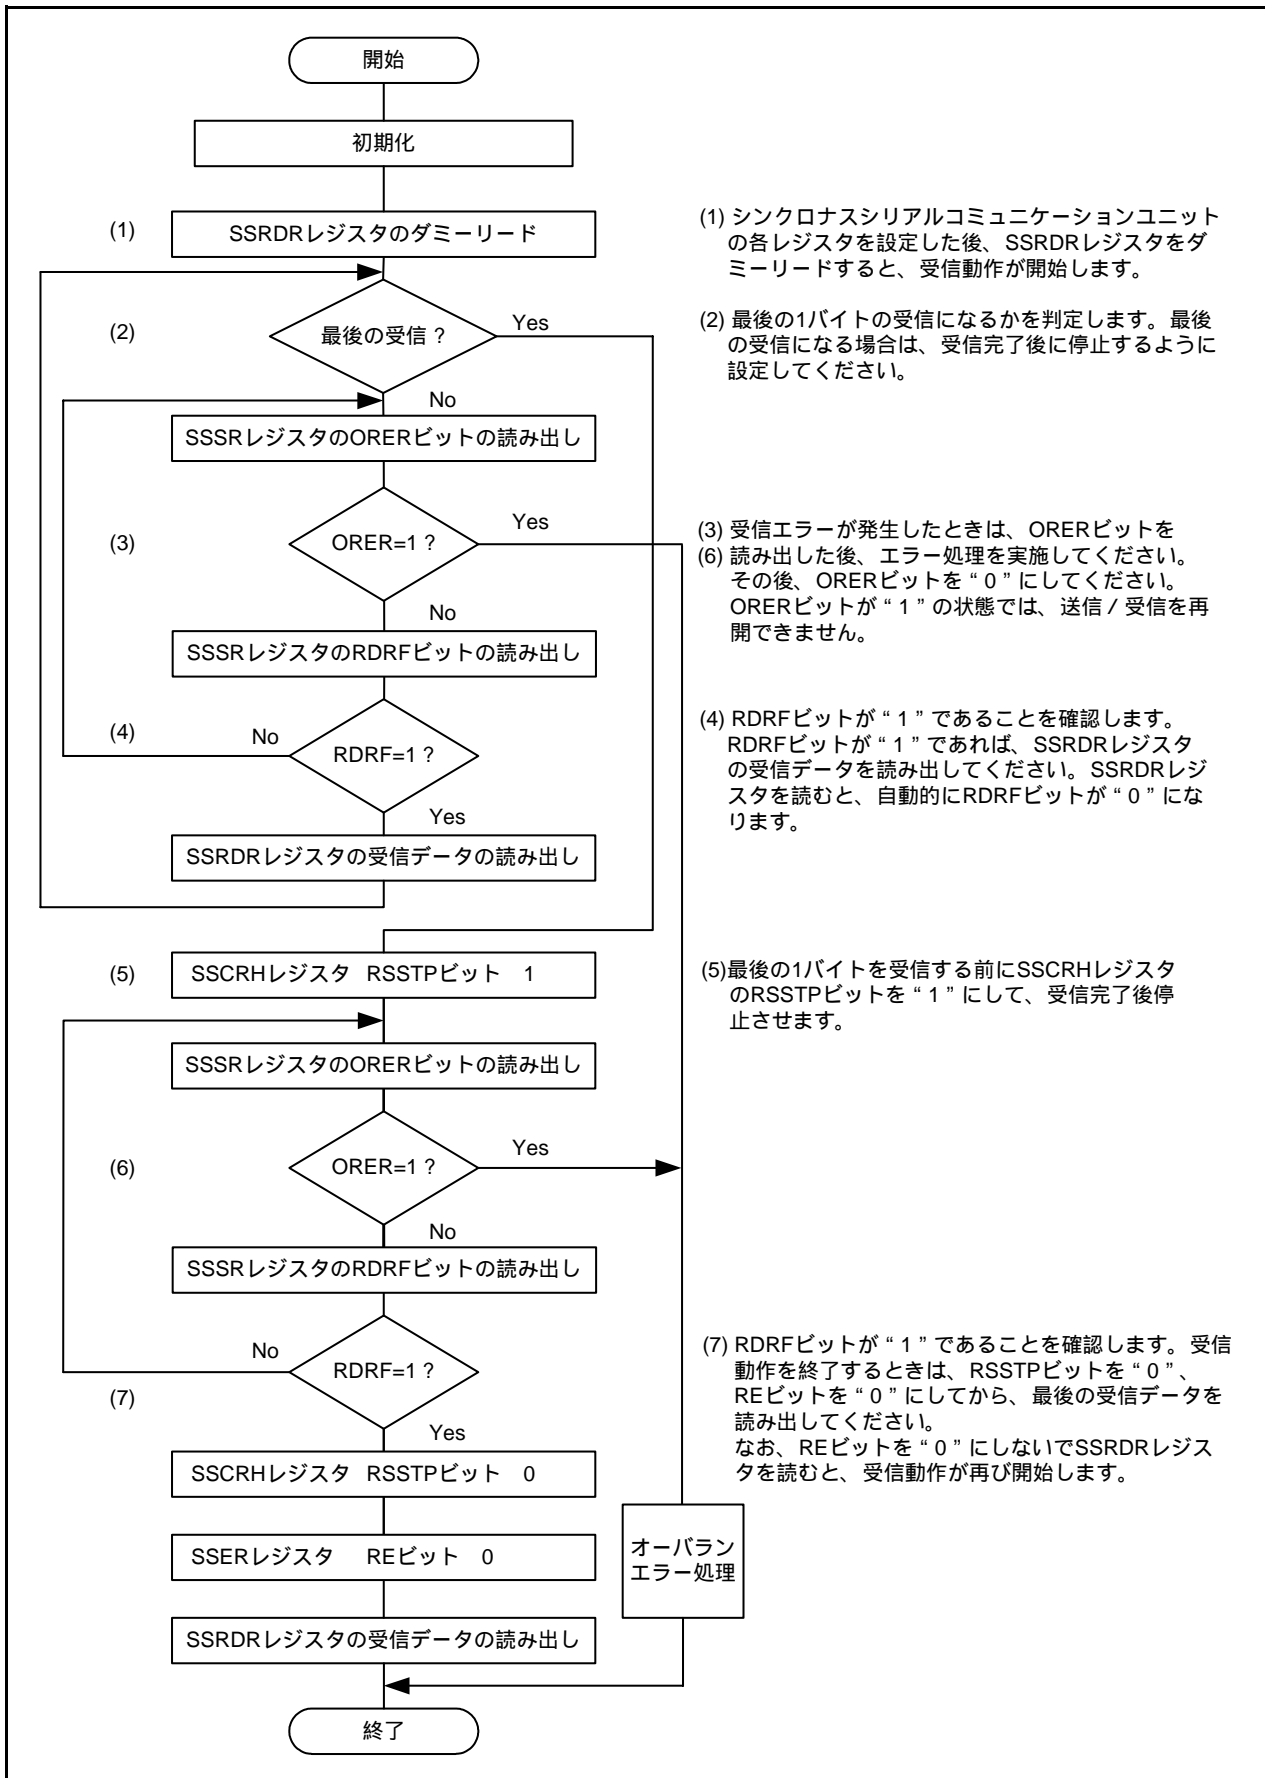 開始
初期化
(1)
SSRDRレジスタのダミーリード
(1) シンクロナスシリアルコミュニケーションユニット
の各レジスタを設定した後、SSRDRレジスタをダ
ミーリードすると、受信動作が開始します。
(2)
最後の受信 ?
Yes
(2) 最後の1バイトの受信になるかを判定します。最後
の受信になる場合は、受信完了後に停止するように
設定してください。
No
SSSRレジスタのORERビットの読み出し
(3)
ORER=1 ?
Yes
(3) 受信エラーが発生したときは、ORERビットを
(6) 読み出した後、エラー処理を実施してください。
その後、ORERビットを “ 0 ” にしてください。
ORERビットが “ 1 ” の状態では、送信 / 受信を再
開できません。
No
SSSRレジスタのRDRFビットの読み出し
(4)
No
RDRF=1 ?
(4) RDRFビットが “ 1 ” であることを確認します。
RDRFビットが “ 1 ” であれば、SSRDRレジスタ
の受信データを読み出してください。SSRDRレジ
スタを読むと、自動的にRDRFビットが “ 0 ” にな
ります。
Yes
SSRDRレジスタの受信データの読み出し
(5)
SSCRHレジスタ RSSTPビット 1
(5)最後の1バイトを受信する前にSSCRHレジスタ
のRSSTPビットを “ 1 ” にして、受信完了後停
止させます。
SSSRレジスタのORERビットの読み出し
(6)
ORER=1 ?
Yes
No
SSSRレジスタのRDRFビットの読み出し
No
RDRF=1 ?
(7)
(7) RDRFビットが “ 1 ” であることを確認します。受信
動作を終了するときは、RSSTPビットを “ 0 ” 、
REビットを “ 0 ” にしてから、最後の受信データを
読み出してください。
なお、REビットを “ 0 ” にしないでSSRDRレジス
タを読むと、受信動作が再び開始します。
Yes
SSCRHレジスタ RSSTPビット 0
SSERレジスタ REビット 0
オーバラン
エラー処理
SSRDRレジスタの受信データの読み出し
終了